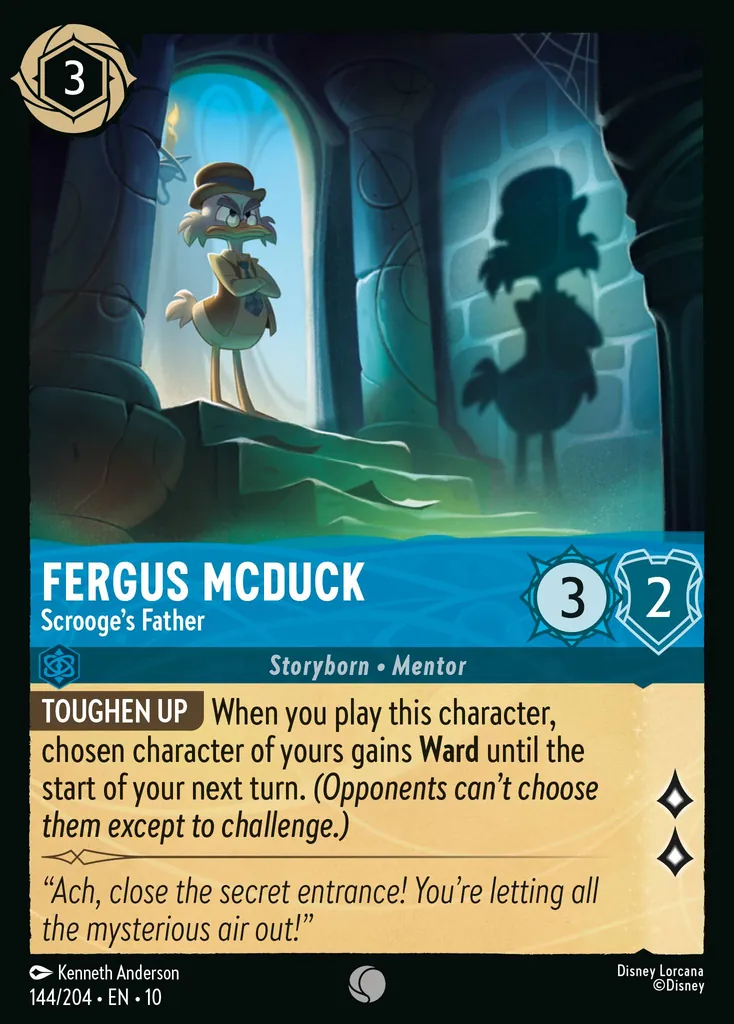 3
FERGUS MCDUCK
Scrooge’s Father
3
2
Storyborn • Mentor
TOUGHEN UP When you play this character,
chosen character of yours gains Ward until the
start of your next turn. (Opponents can’t choose
them except to challenge.)
“Ach, close the secret entrance! You’re letting all
the mysterious air out!”
Kenneth Anderson
144/204 • EN • 10
Disney Lorcana
©Disney